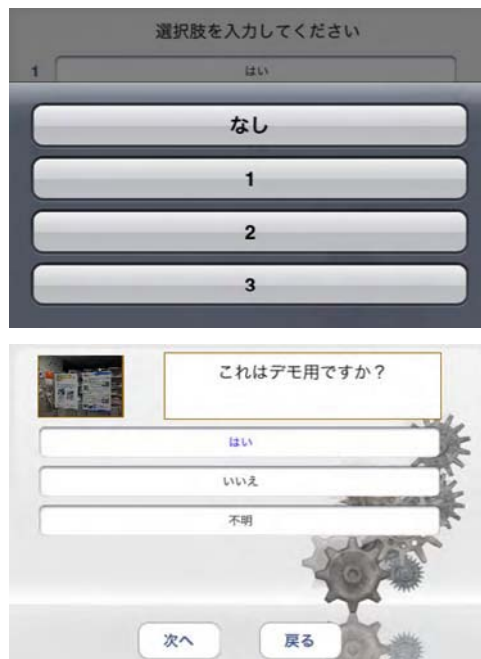 選択肢を入力してください
1 はい
なし
1
2
3
これはデモ用ですか？
はい
いいえ
不明
次へ
戻る